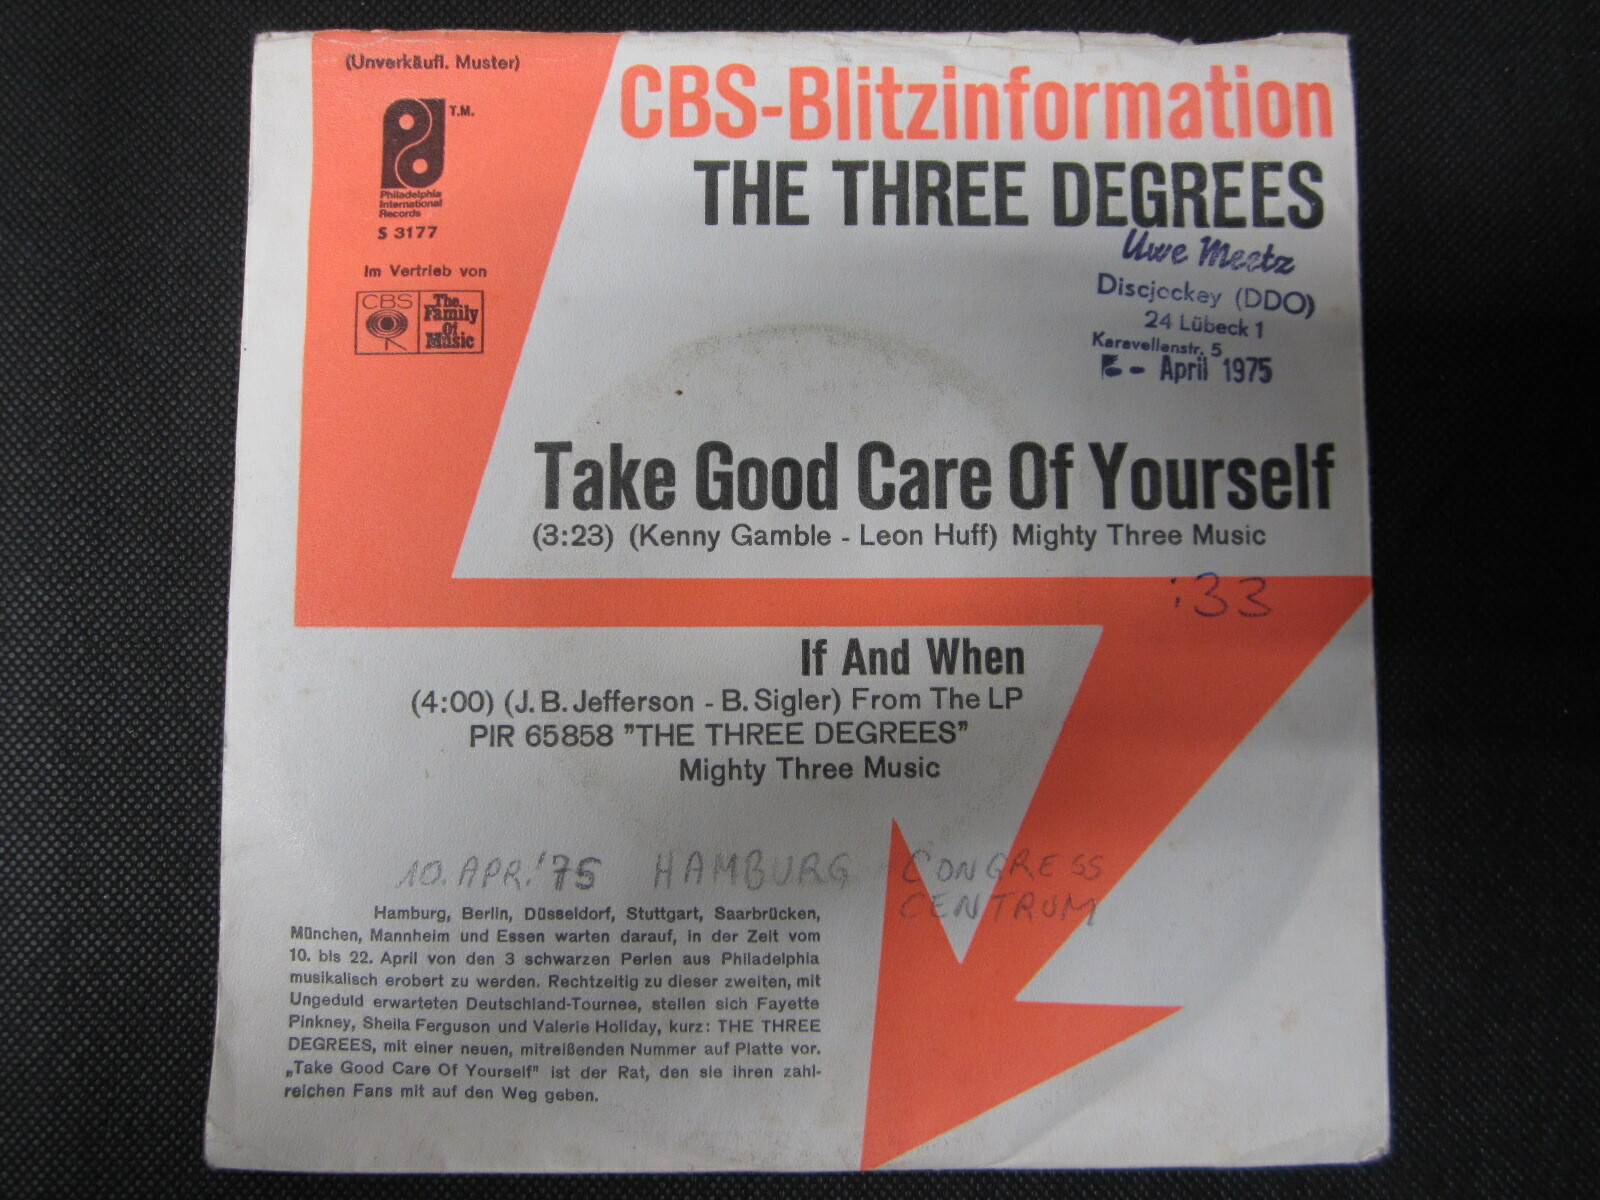 (Unverkäufl. Muster)
T.M.
Philadelphia
International
Records
S 3177
Im Vertrieb von
CBS
The
Family
Of
Music
CBS-Blitzinformation
THE THREE DEGREES
Uwe Meetz
Discjockey (DDO)
24 Lübeck 1
Karavellenstr. 5
- April 1975
Take Good Care Of Yourself
(3:23) (Kenny Gamble - Leon Huff) Mighty Three Music
:33
If And When
(4:00) (J. B. Jefferson - B. Sigler) From The LP
PIR 65858 "THE THREE DEGREES"
Mighty Three Music
10. APR.'75 HAMBURG - CONGRESS
CENTRUM
Hamburg, Berlin, Düsseldorf, Stuttgart, Saarbrücken,
München, Mannheim und Essen warten darauf, in der Zeit vom
10. bis 22. April von den 3 schwarzen Perlen aus Philadelphia
musikalisch erobert zu werden. Rechtzeitig zu dieser zweiten, mit
Ungeduld erwarteten Deutschland-Tournee, stellen sich Fayette
Pinkney, Sheila Ferguson und Valerie Holiday, kurz: THE THREE
DEGREES, mit einer neuen, mitreißenden Nummer auf Platte vor.
„Take Good Care Of Yourself" ist der Rat, den sie ihren zahl-
reichen Fans mit auf den Weg geben.